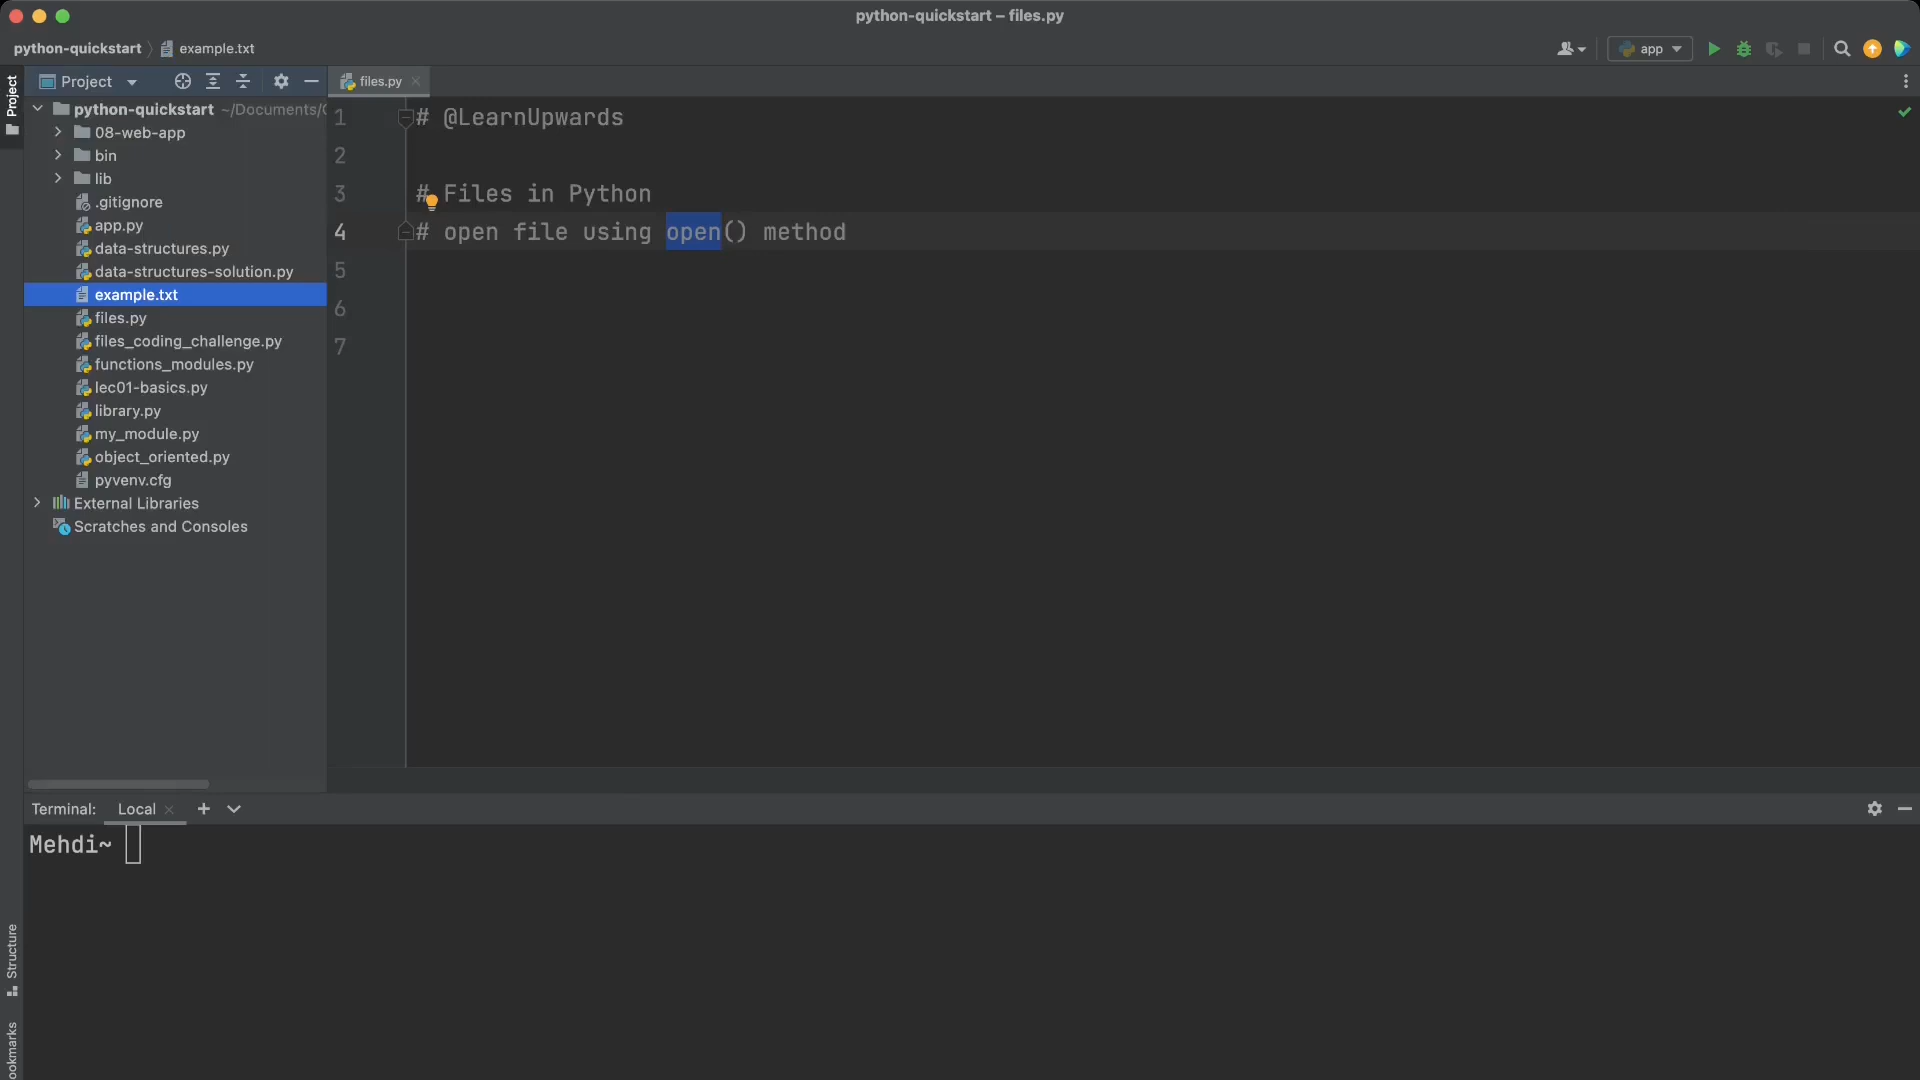 python-quickstart – files.py
python-quickstart
example.txt
app
Project
Project
files.py
python-quickstart ~/Documents/
08-web-app
bin
lib
.gitignore
app.py
data-structures.py
data-structures-solution.py
example.txt
files.py
files_coding_challenge.py
functions_modules.py
lec01-basics.py
library.py
my_module.py
object_oriented.py
pyvenv.cfg
External Libraries
Scratches and Consoles
1 # @LearnUpwards
2
3 # Files in Python
4 # open file using open() method
5
6
7
Terminal: Local
Mehdi~
Structure
ookmarks